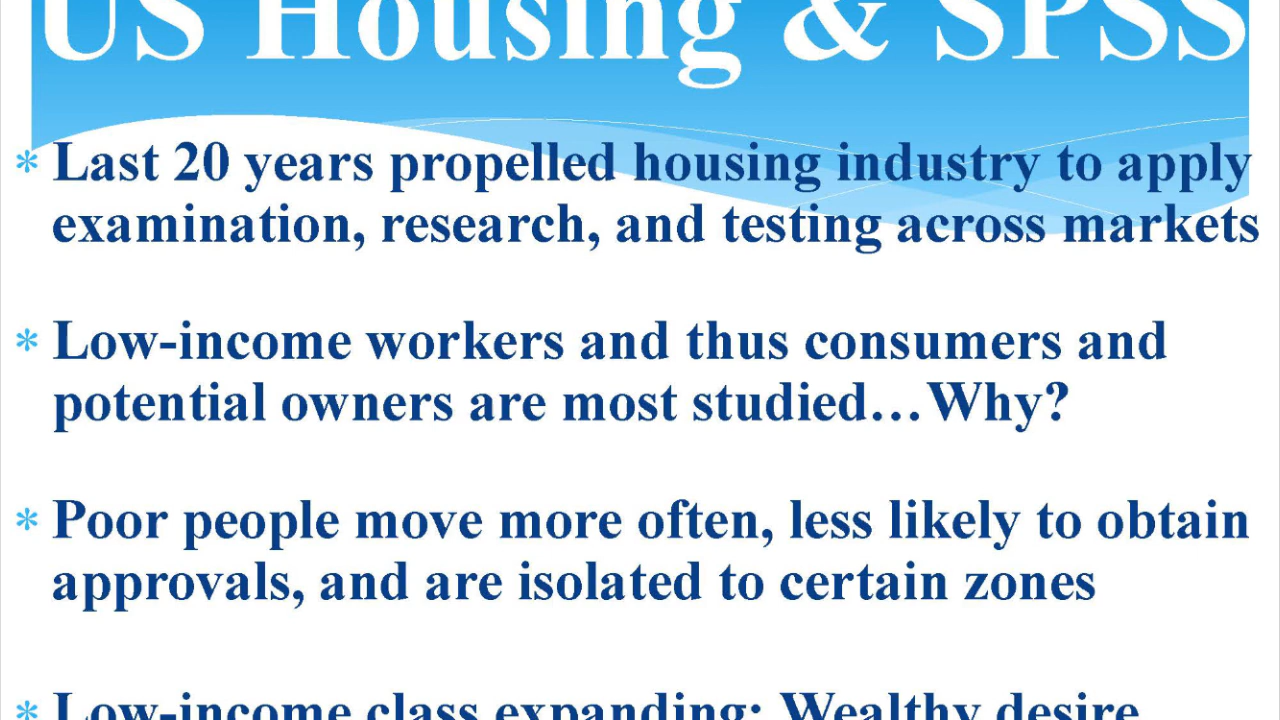 US Housing & SPSS
* Last 20 years propelled housing industry to apply
examination, research, and testing across markets
* Low-income workers and thus consumers and
potential owners are most studied…Why?
* Poor people move more often, less likely to obtain
approvals, and are isolated to certain zones
* Low-income class expanding; Wealthy desire